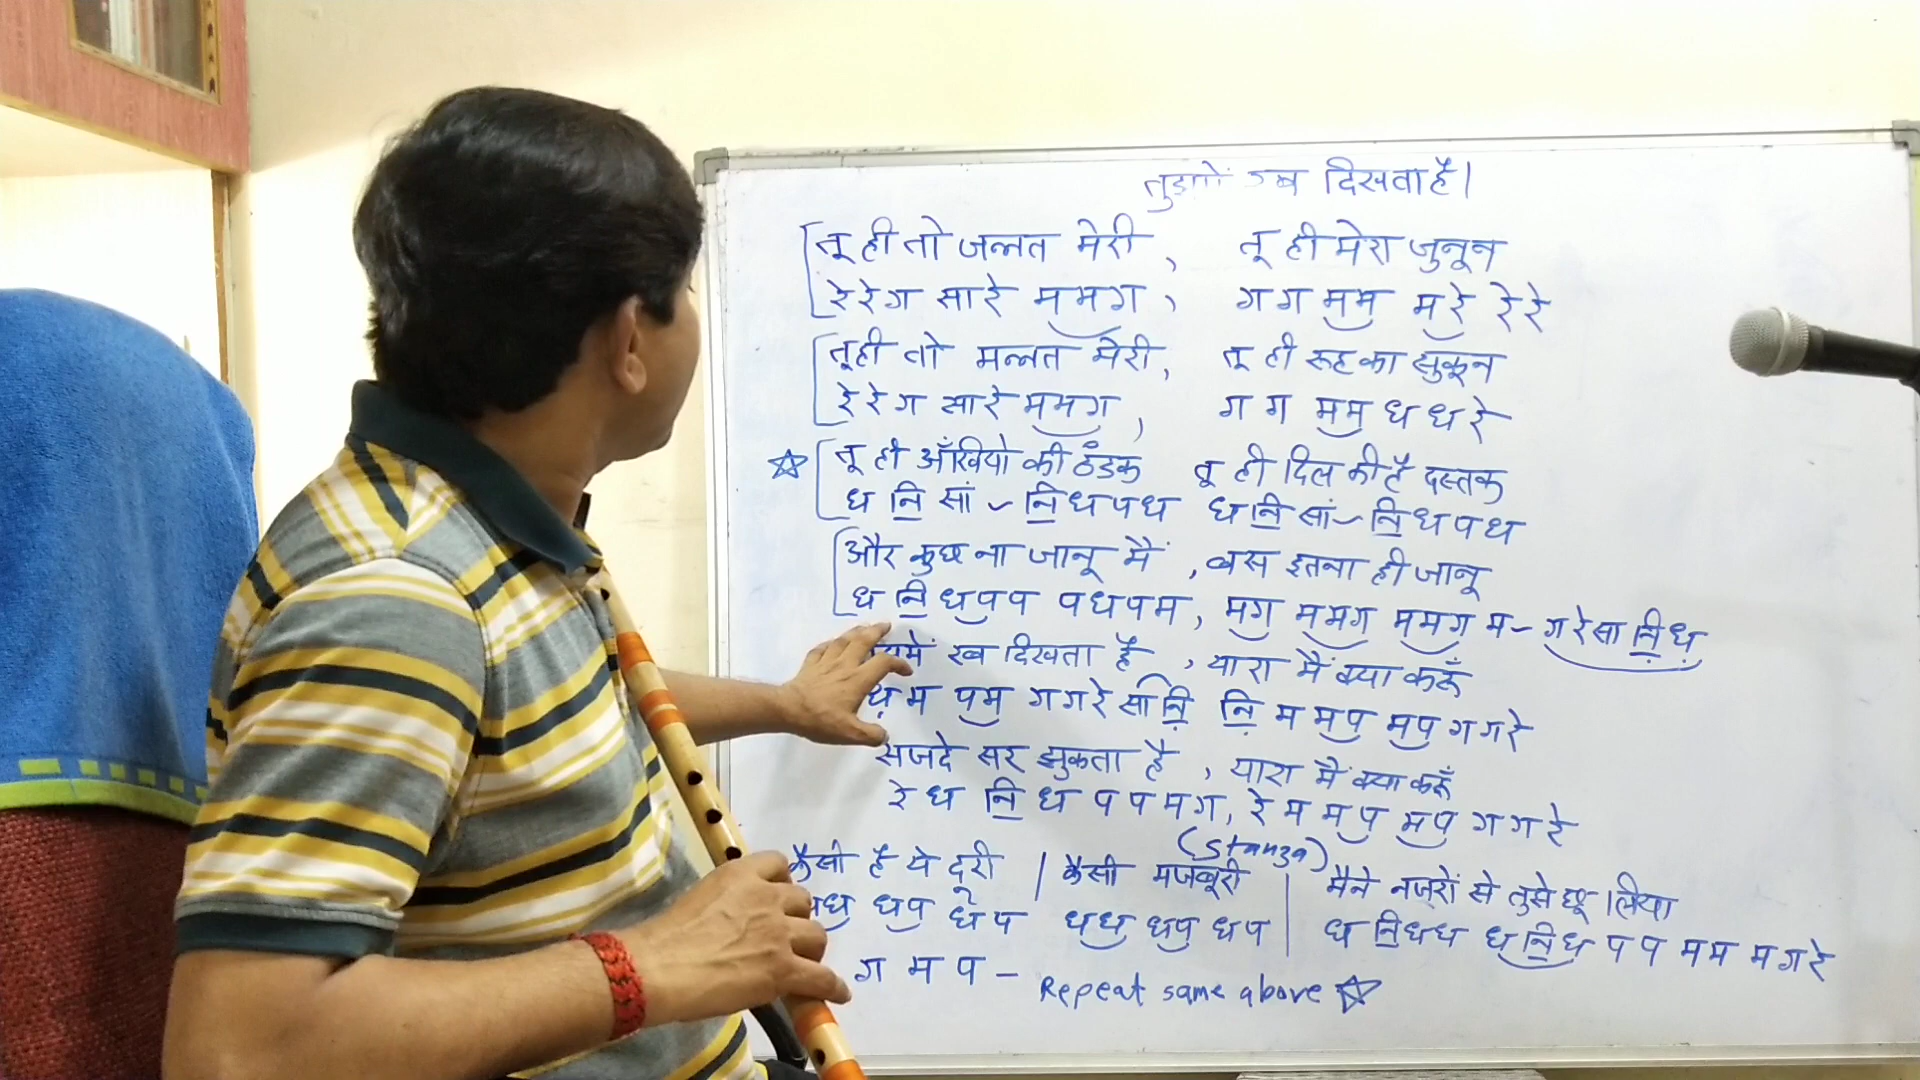 तुझमें रब दिखता है।
तू ही तो जन्नत मेरी, तू ही मेरा जुनून
रे रे ग सा रे म म ग, ग ग म म म रे रे रे
तू ही तो मन्नत मेरी, तू ही रूह का सुकून
रे रे ग सा रे म म ग, ग ग म म ध ध रे
☆ तू ही अँखियो की ठंडक तू ही दिल की है दस्तक
ध नि॒ सां ~ नि॒ ध प ध ध नि॒ सां ~ नि॒ ध प ध
और कुछ ना जानू मैं, बस इतना ही जानू
ध नि॒ ध प प प ध प म, म ग म म ग म म ग म ~ ग रे सा नि़॒ ध़
रब दिखता है, यारा मैं क्या करूँ
ध़ म प म ग ग रे सा नि़॒ नि़॒ म म प म प ग ग रे
सजदे सर झुकता है, यारा मैं क्या करूँ
रे ध नि॒ ध प प म ग, रे म म प म प ग ग रे
(Stanza)
कैसी है ये दूरी | कैसी मजबूरी | मैने नज़रों से तुझे छू लिया
ध ध प ध प ध ध ध प ध प | ध नि॒ ध ध ध नि॒ ध प प म म म ग रे
ग म प – Repeat same above ☆